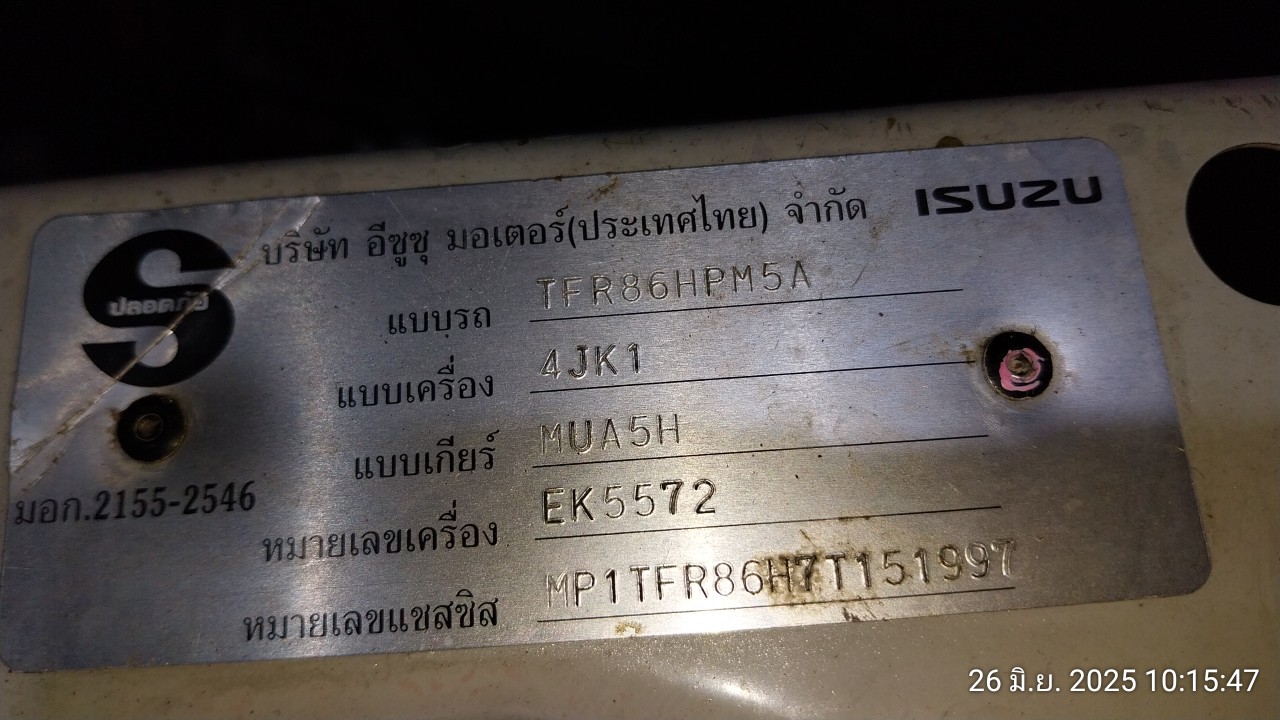 บริษัท อีซูซุ มอเตอร์(ประเทศไทย) จำกัด ISUZU
ปลอดภัย
แบบรถ TFR86HPM5A
แบบเครื่อง 4JK1
แบบเกียร์ MUA5H
มอก.2155-2546
หมายเลขเครื่อง EK5572
หมายเลขแชสซิส MP1TFR86H7T151997
26 มิ.ย. 2025 10:15:47